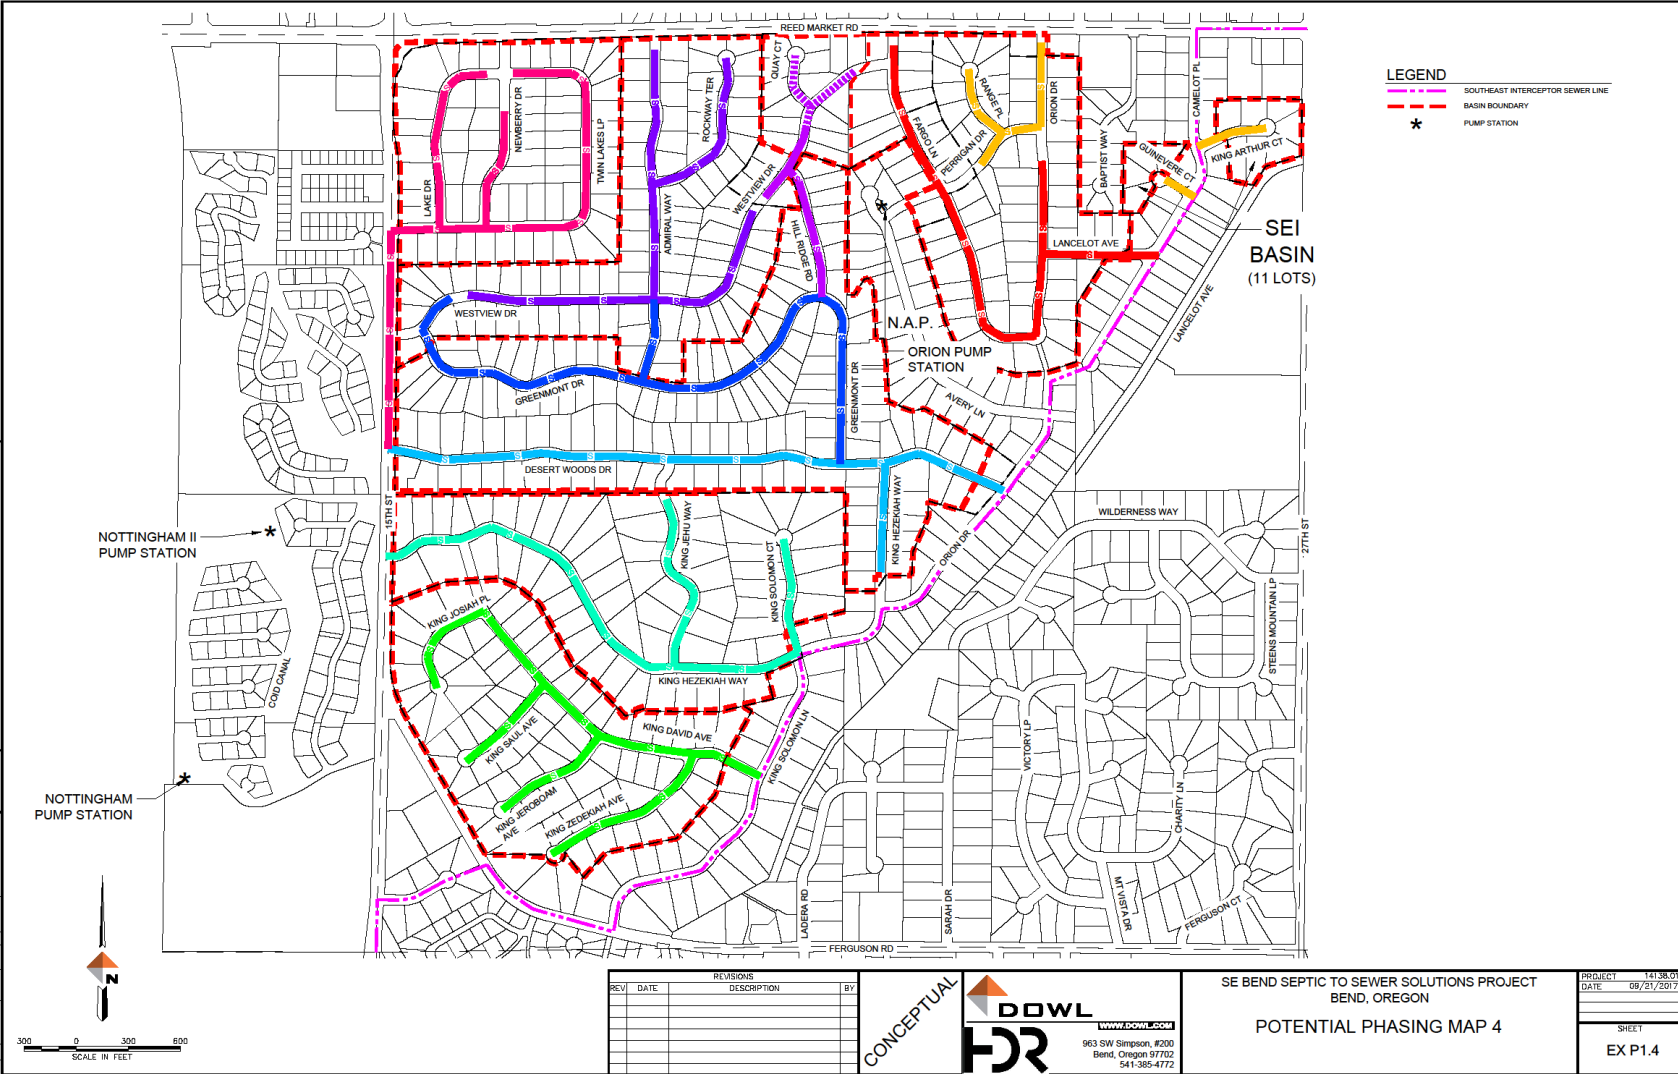 REED MARKET RD
QUAY CT
ROCKWAY TER
NEWBERRY DR
TWIN LAKES LP
LAKE DR
ADMIRAL WAY
WESTVIEW DR
HILL RIDGE RD
FARGO LN
RANGE PL
PERRIGAN DR
ORION DR
BAPTIST WAY
CAMELOT PL
GUINEVERE CT
KING ARTHUR CT
LANCELOT AVE
LANCELOT AVE
SEI
BASIN
(11 LOTS)
LEGEND
SOUTHEAST INTERCEPTOR SEWER LINE
BASIN BOUNDARY
* PUMP STATION
WESTVIEW DR
N.A.P.
ORION PUMP
STATION
GREENMONT DR
GREENMONT DR
AVERY LN
DESERT WOODS DR
15TH ST
27TH ST
NOTTINGHAM II
PUMP STATION
KING JEHU WAY
KING SOLOMON CT
KING HEZEKIAH WAY
ORION DR
WILDERNESS WAY
STEENS MOUNTAIN LP
KING JOSIAH PL
COID CANAL
KING HEZEKIAH WAY
KING SAUL AVE
KING DAVID AVE
KING SOLOMON LN
KING JEROBOAM
AVE
KING ZEDEKIAH AVE
VICTORY LP
CHARITY LN
NOTTINGHAM
PUMP STATION
LADERA RD
SARAH DR
MT VISTA DR
FERGUSON CT
FERGUSON RD
N
300 0 300 600
SCALE IN FEET
REVISIONS
REV DATE DESCRIPTION BY
CONCEPTUAL
DOWL
WWW.DOWL.COM
HDR
963 SW Simpson, #200
Bend, Oregon 97702
541-385-4772
SE BEND SEPTIC TO SEWER SOLUTIONS PROJECT
BEND, OREGON
POTENTIAL PHASING MAP 4
PROJECT 14138.01
DATE 09/21/2017
SHEET
EX P1.4